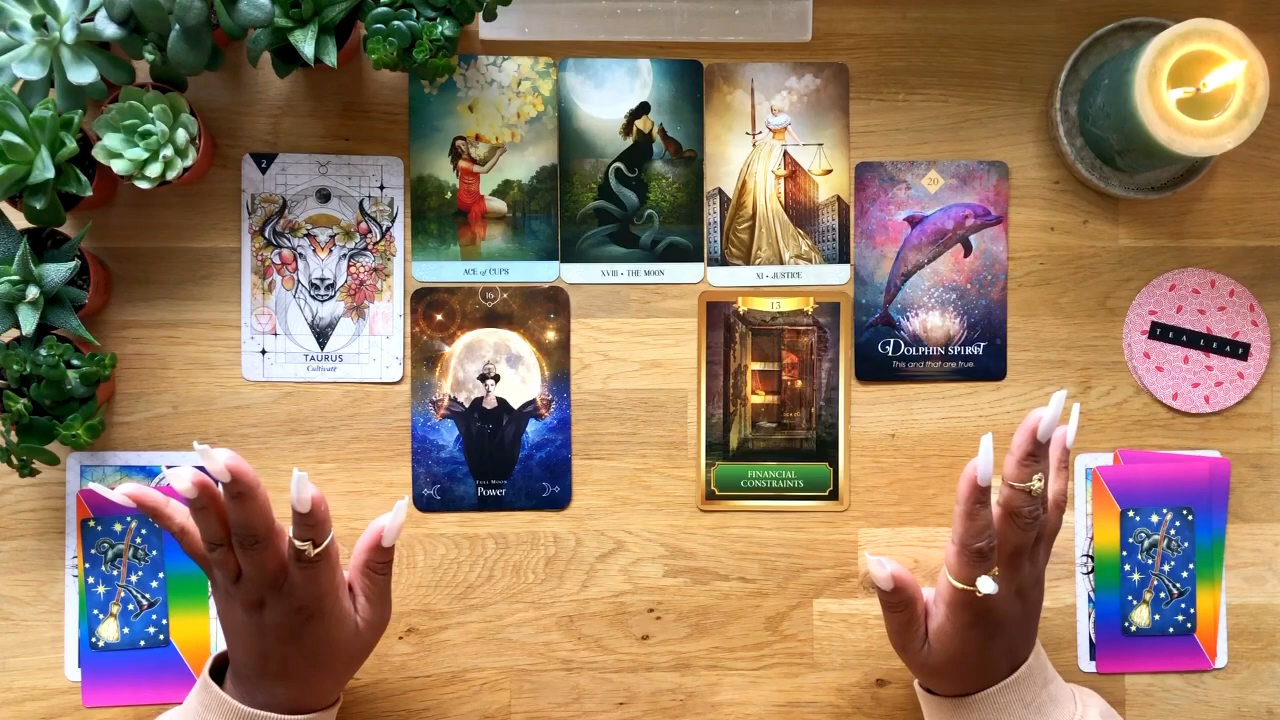 ACE of CUPS
XVIII • THE MOON
XI • JUSTICE
2
TAURUS
Cultivate
20
DOLPHIN SPIRIT
This and that are true.
16
FULL MOON
Power
13
FINANCIAL
CONSTRAINTS
TEA LEAF